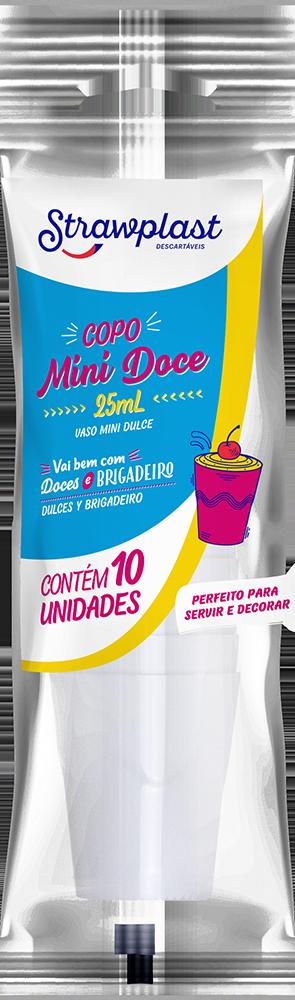 Strawplast
DESCARTÁVEIS
COPO
Mini Doce
25mL
VASO MINI DULCE
Vai bem com
Doces e BRIGADEIRO
DULCES Y BRIGADEIRO
CONTÉM 10
UNIDADES
PERFEITO PARA
SERVIR E DECORAR